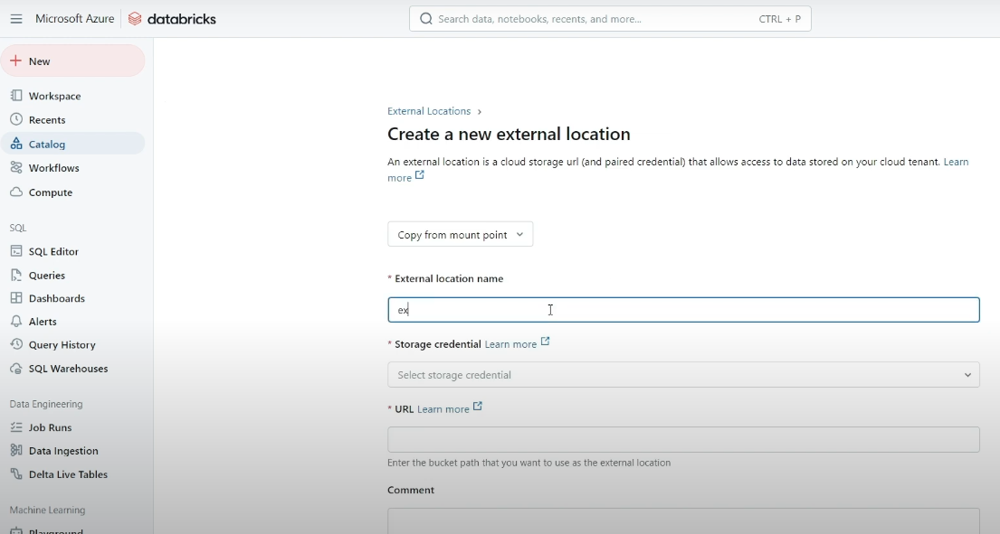 Microsoft Azure databricks
Search data, notebooks, recents, and more... CTRL + P
New
Workspace
Recents
Catalog
Workflows
Compute
SQL
SQL Editor
Queries
Dashboards
Alerts
Query History
SQL Warehouses
Data Engineering
Job Runs
Data Ingestion
Delta Live Tables
Machine Learning
Playground
External Locations ›
Create a new external location
An external location is a cloud storage url (and paired credential) that allows access to data stored on your cloud tenant. Learn
more
Copy from mount point
* External location name
ex
* Storage credential Learn more
Select storage credential
* URL Learn more
Enter the bucket path that you want to use as the external location
Comment